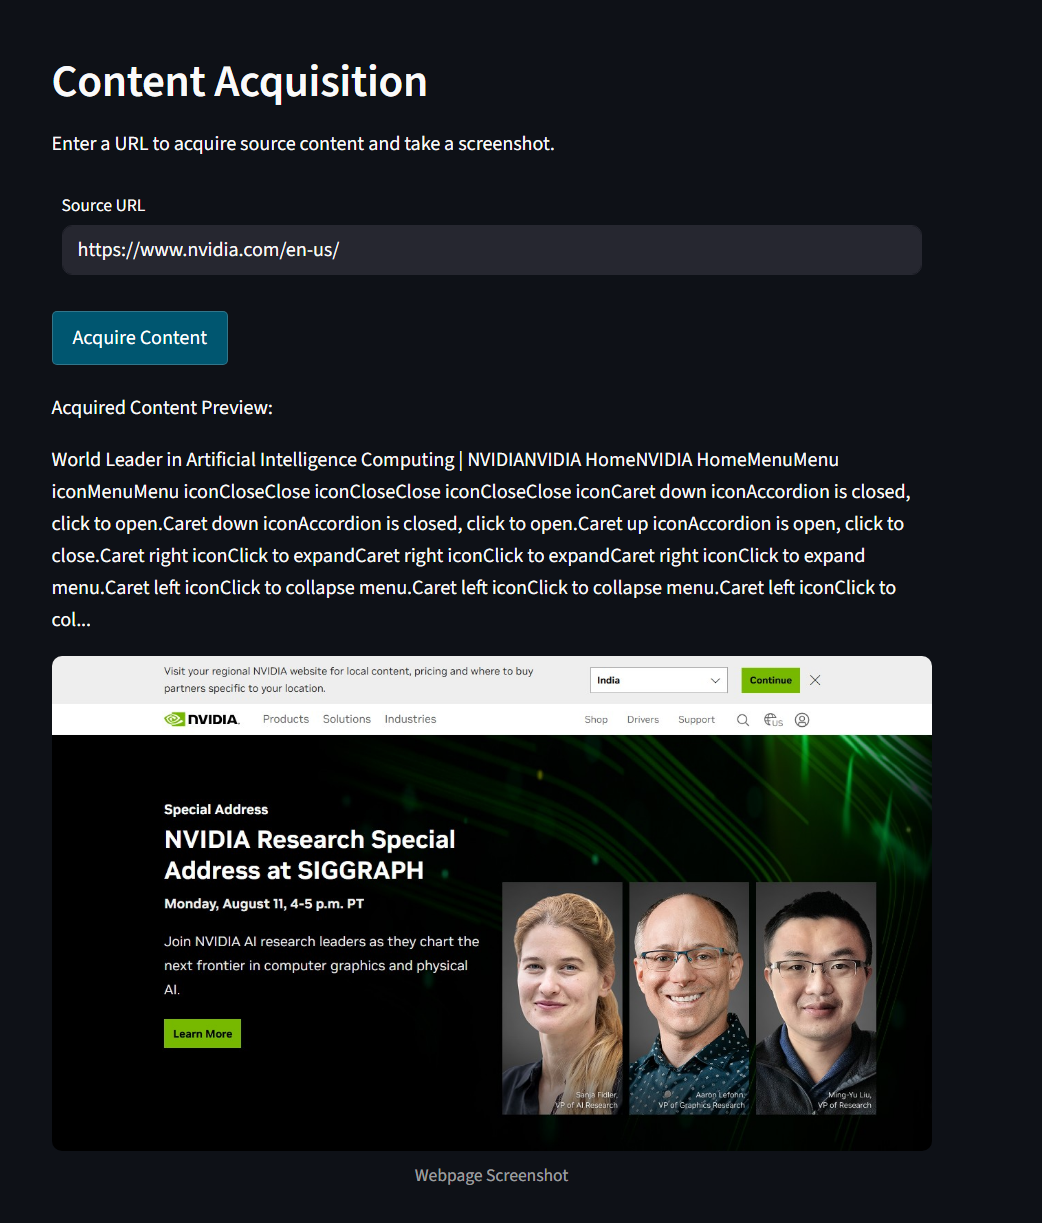 Content Acquisition
Enter a URL to acquire source content and take a screenshot.
Source URL
https://www.nvidia.com/en-us/
Acquire Content
Acquired Content Preview:
World Leader in Artificial Intelligence Computing | NVIDIANVIDIA HomeNVIDIA HomeMenuMenu
iconMenuMenu iconCloseClose iconCloseClose iconCloseClose iconCaret down iconAccordion is closed,
click to open.Caret down iconAccordion is closed, click to open.Caret up iconAccordion is open, click to
close.Caret right iconClick to expandCaret right iconClick to expandCaret right iconClick to expand
menu.Caret left iconClick to collapse menu.Caret left iconClick to collapse menu.Caret left iconClick to
col...
Visit your regional NVIDIA website for local content, pricing and where to buy
partners specific to your location.
India
Continue
NVIDIA.
Products Solutions Industries
Shop Drivers Support
US
Special Address
NVIDIA Research Special
Address at SIGGRAPH
Monday, August 11, 4-5 p.m. PT
Join NVIDIA AI research leaders as they chart the
next frontier in computer graphics and physical
AI.
Learn More
Sanja Fidler,
VP of AI Research
Aaron Lefohn,
VP of Graphics Research
Ming-Yu Liu,
VP of Research
Webpage Screenshot